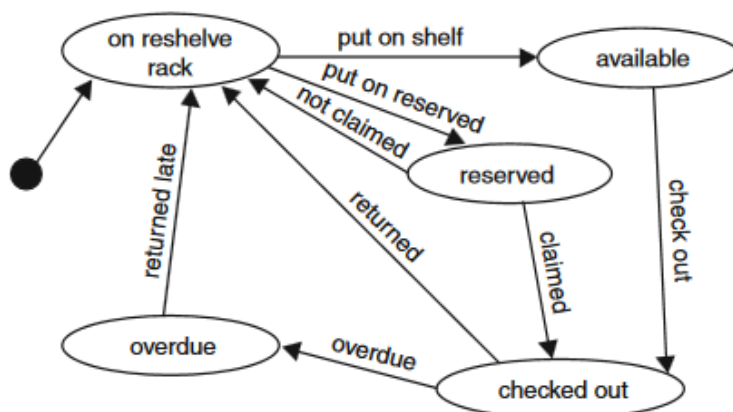 on reshelve
rack
put on shelf
available
put on reserved
not claimed
reserved
returned late
returned
claimed
check out
overdue
overdue
checked out